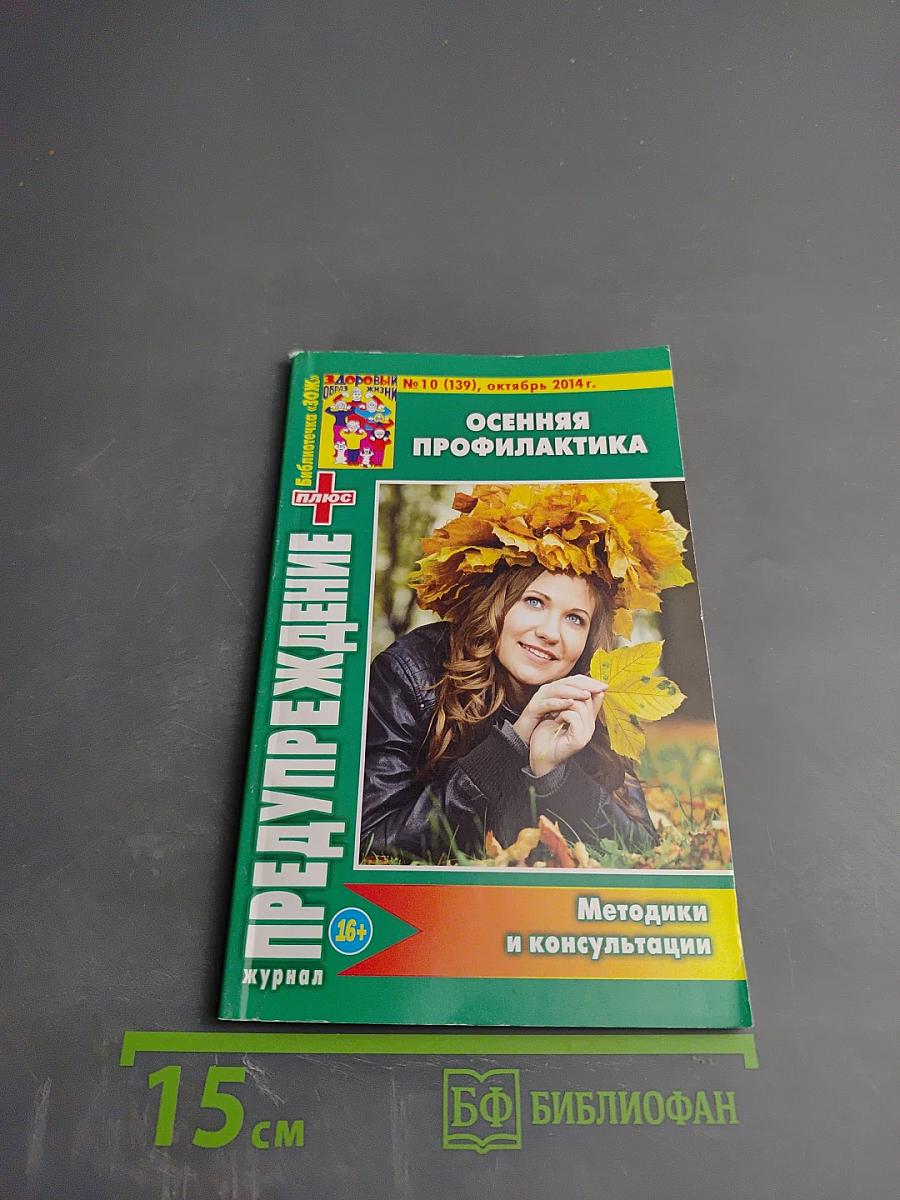 Библиотечка «ЗОЖ»
ЗДОРОВЫЙ
ОБРАЗ ЖИЗНИ
№10 (139), октябрь 2014 г.
ОСЕННЯЯ
ПРОФИЛАКТИКА
ПЛЮС
ПРЕДУПРЕЖДЕНИЕ
журнал
16+
Методики
и консультации
15 см
БФ БИБЛИОФАН